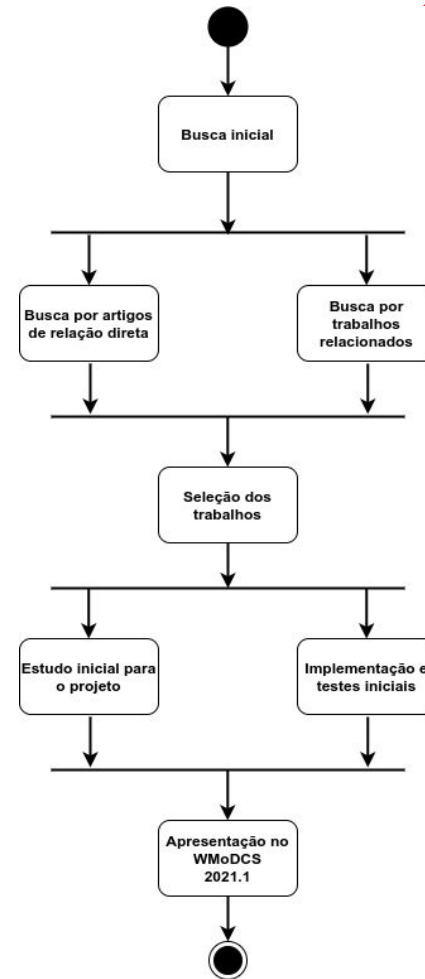 Busca inicial
Busca por artigos
de relação direta
Busca por
trabalhos
relacionados
Seleção dos
trabalhos
Estudo inicial para
o projeto
Implementação e
testes iniciais
Apresentação no
WMoDCS
2021.1